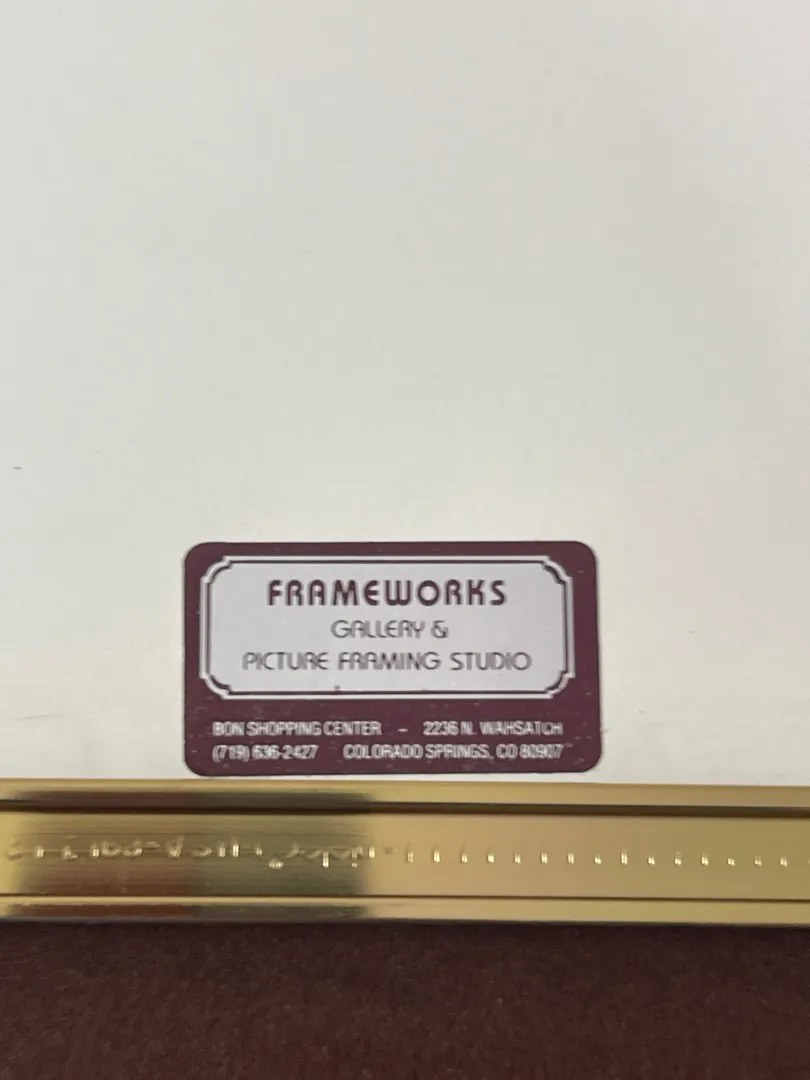 FRAMEWORKS
GALLERY &
PICTURE FRAMING STUDIO
BON SHOPPING CENTER – 2236 N. WAHSATCH
(719) 636-2427 COLORADO SPRINGS, CO 80907